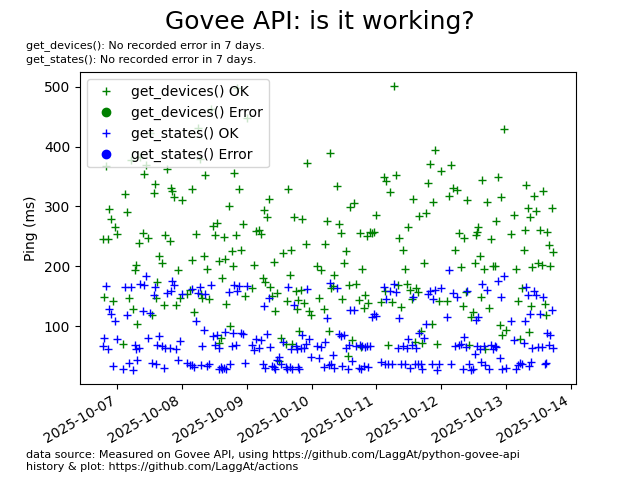 Govee API: is it working?
get_devices(): No recorded error in 7 days.
get_states(): No recorded error in 7 days.
500
400
300
200
100
Ping (ms)
get_devices() OK
get_devices() Error
get_states() OK
get_states() Error
2025-10-07
2025-10-08
2025-10-09
2025-10-10
2025-10-11
2025-10-12
2025-10-13
2025-10-14
data source: Measured on Govee API, using https://github.com/LaggAt/python-govee-api
history & plot: https://github.com/LaggAt/actions